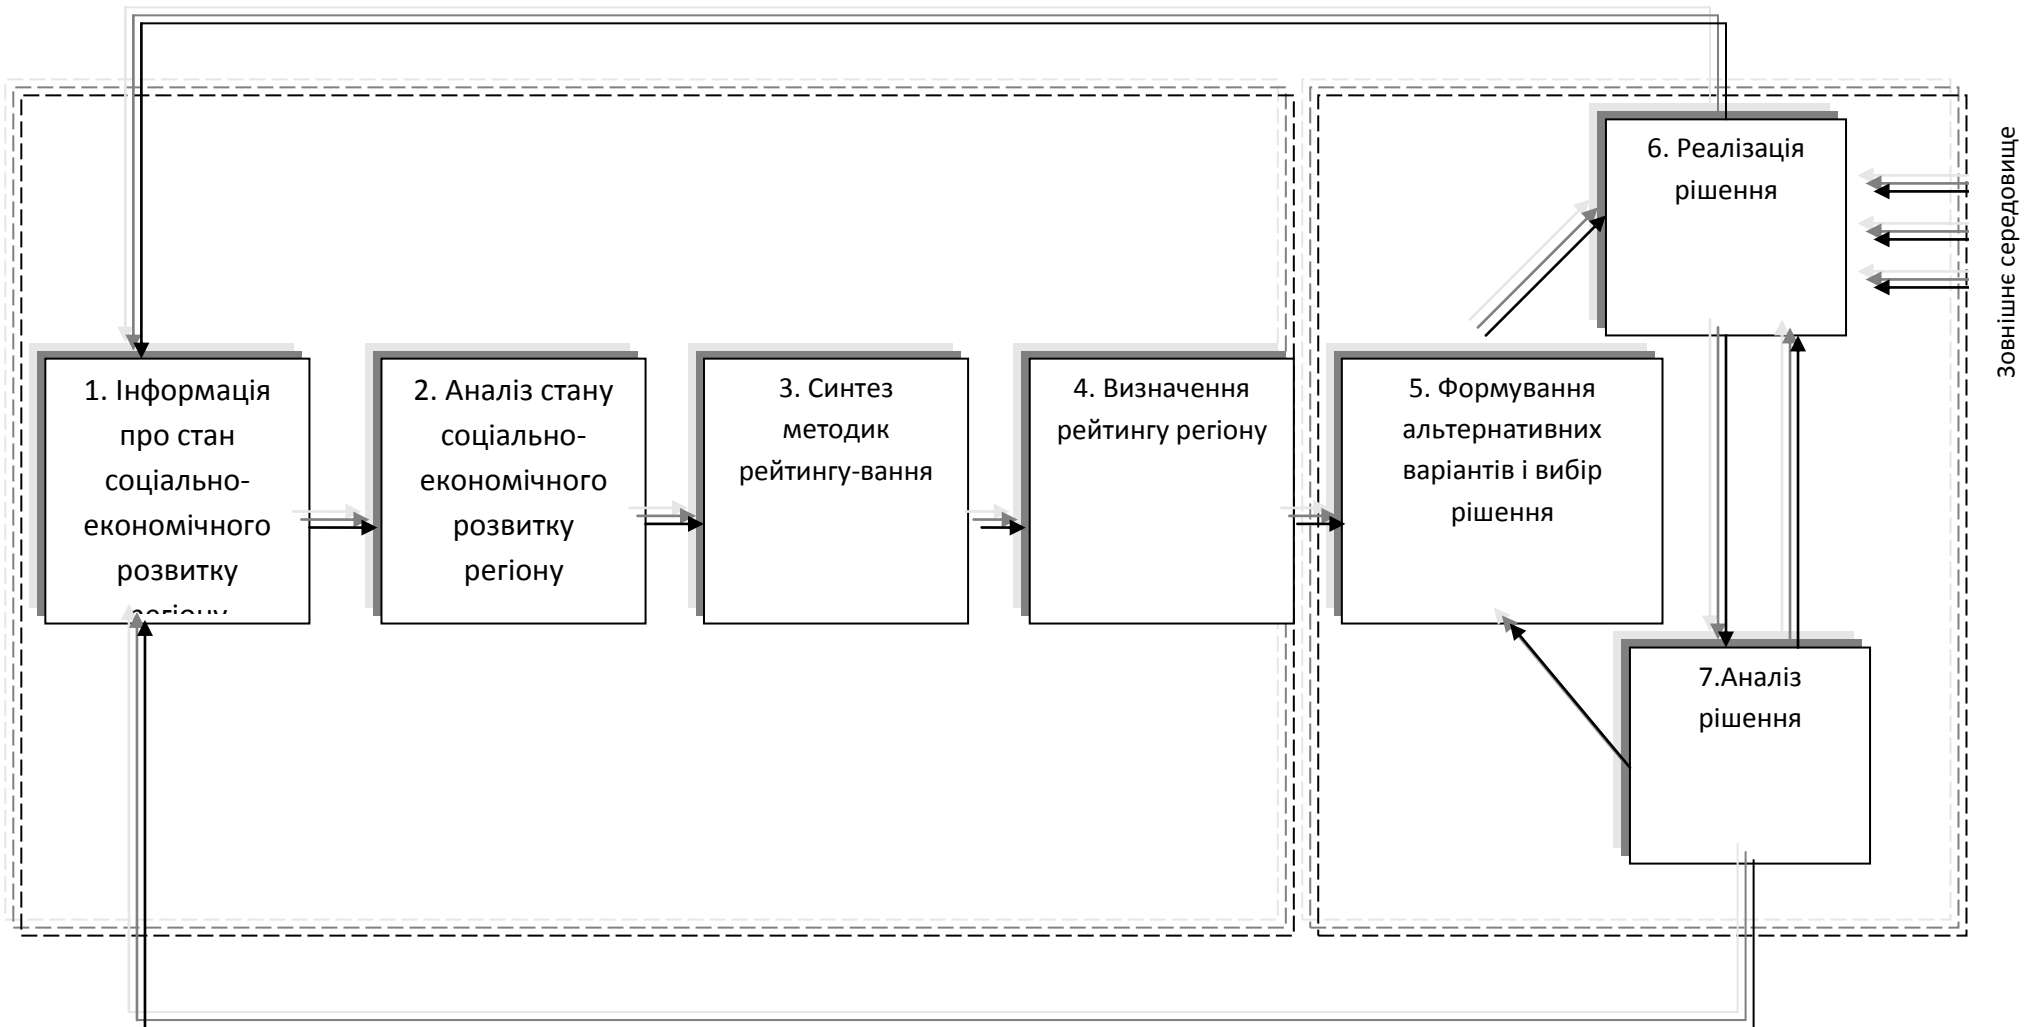 1. Інформація
про стан
соціально-
економічного
розвитку
регіону
2. Аналіз стану
соціально-
економічного
розвитку
регіону
3. Синтез
методик
рейтингу-вання
4. Визначення
рейтингу регіону
5. Формування
альтернативних
варіантів і вибір
рішення
6. Реалізація
рішення
7.Аналіз
рішення
Зовнішнє середовище